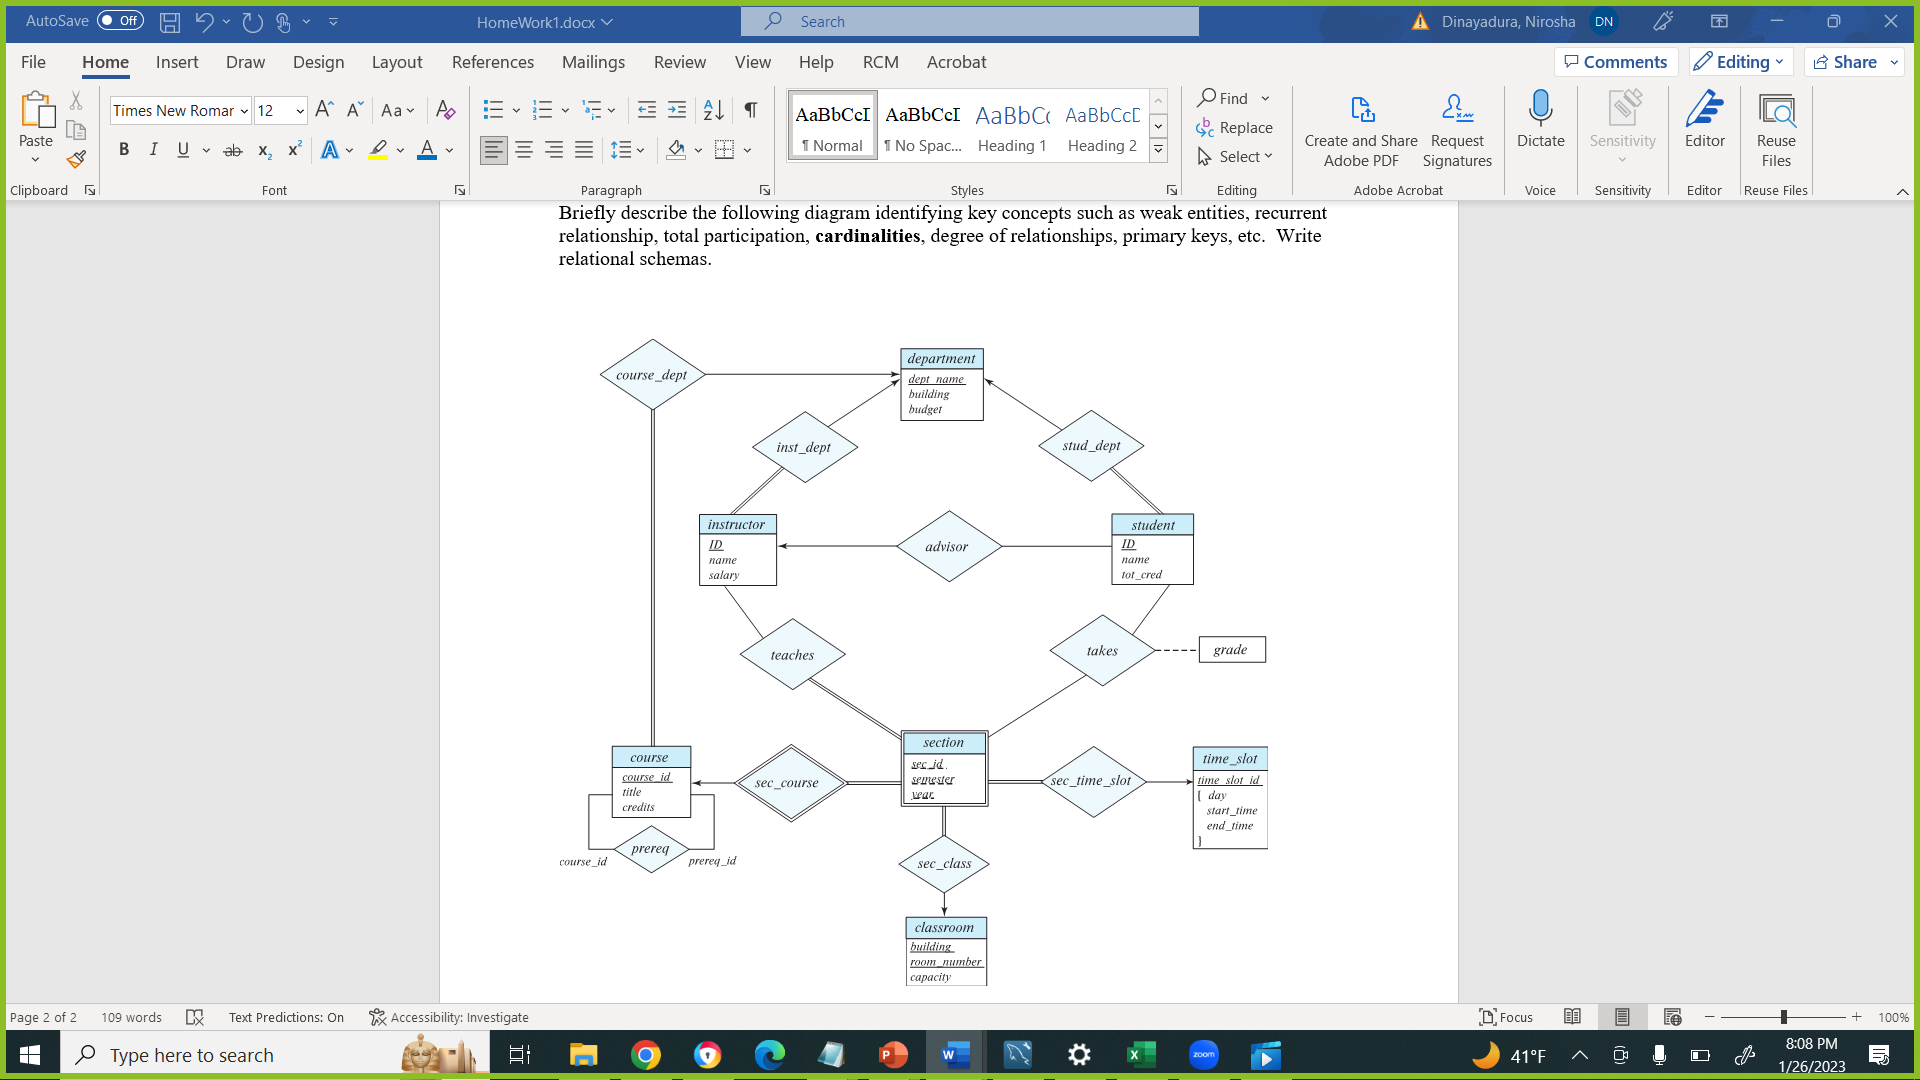 AutoSave Off HomeWork1.docx Search Dinayadura, Nirosha DN
File Home Insert Draw Design Layout References Mailings Review View Help RCM Acrobat Comments Editing Share
Paste
Clipboard
Times New Romar 12 Aa
B I U ab x₂ x² A A
Font
Paragraph
AaBbCcI AaBbCcI AaBbCc AaBbCcE
¶ Normal ¶ No Spac... Heading 1 Heading 2
Styles
Find
Replace
Select
Editing
Create and Share
Adobe PDF
Request
Signatures
Adobe Acrobat
Dictate
Voice
Sensitivity
Sensitivity
Editor
Editor
Reuse
Files
Reuse Files
Briefly describe the following diagram identifying key concepts such as weak entities, recurrent
relationship, total participation, cardinalities, degree of relationships, primary keys, etc. Write
relational schemas.
course_dept
department
dept_name
building
budget
inst_dept
stud_dept
instructor
ID
name
salary
advisor
student
ID
name
tot_cred
teaches
takes
grade
course
course_id
title
credits
sec_course
section
sec_id
semester
year
sec_time_slot
time_slot
time_slot_id
{ day
start_time
end_time
}
course_id
prereq
prereq_id
sec_class
classroom
building
room_number
capacity
Page 2 of 2 109 words Text Predictions: On Accessibility: Investigate Focus 100%
Type here to search
zoom
41°F
8:08 PM
1/26/2023